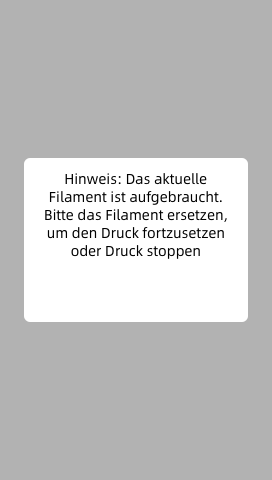 Hinweis: Das aktuelle
Filament ist aufgebraucht.
Bitte das Filament ersetzen,
um den Druck fortzusetzen
oder Druck stoppen